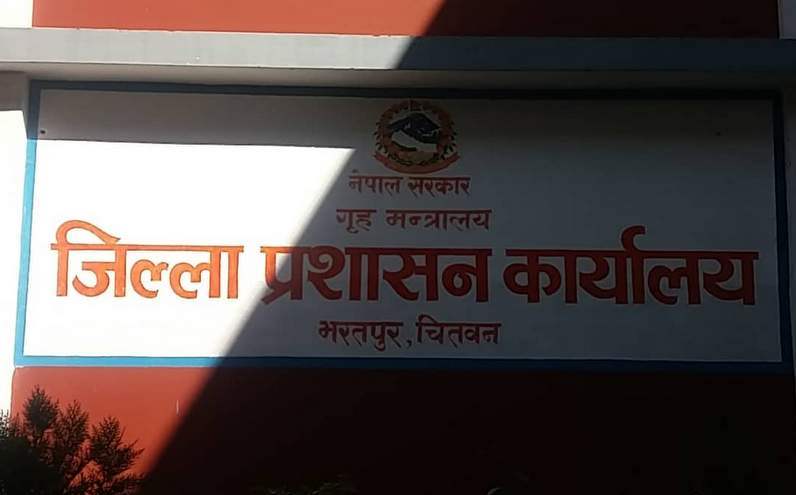 नेपाल सरकार
गृह मन्त्रालय
जिल्ला प्रशासन कार्यालय
भरतपुर, चितवन